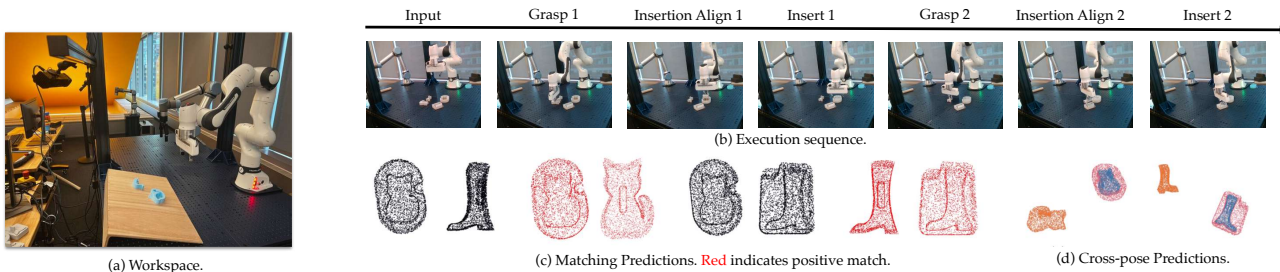 Input Grasp 1 Insertion Align 1 Insert 1 Grasp 2 Insertion Align 2 Insert 2
(b) Execution sequence.
(a) Workspace.
(c) Matching Predictions. Red indicates positive match.
(d) Cross-pose Predictions.